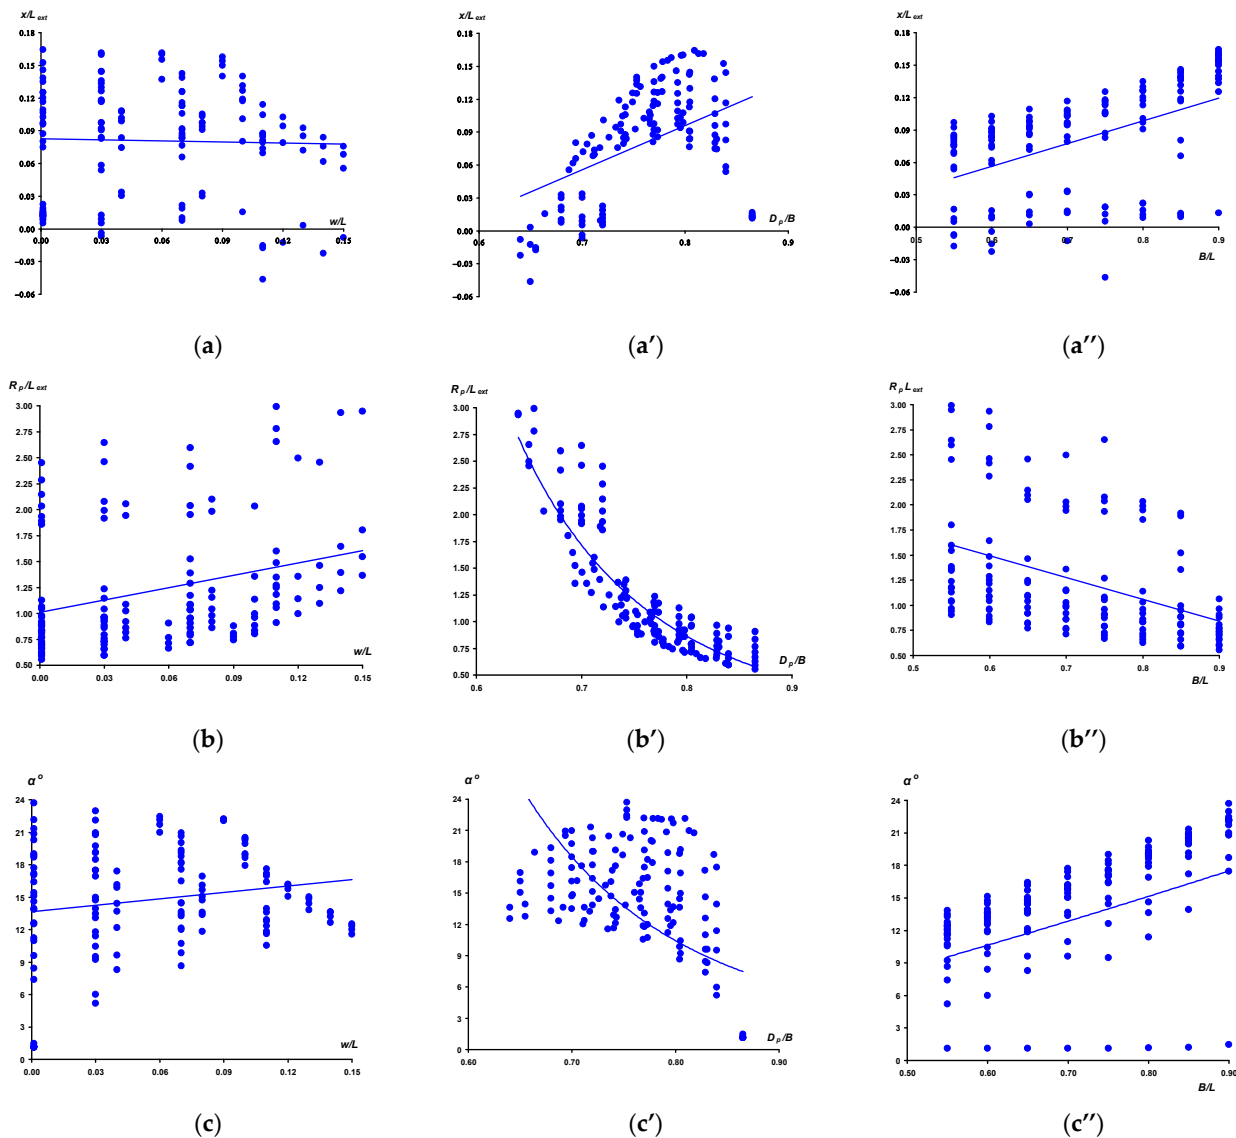 x/L ext
0.18
0.15
0.12
0.09
0.06
0.03
0.00
−0.03
−0.06
0.00 0.03 0.06 0.09 0.12 0.15
w/L
(a)
x/L ext
0.18
0.15
0.12
0.09
0.06
0.03
0.00
−0.03
−0.06
0.6 0.7 0.8 0.9
D p /B
(a′)
x/L ext
0.18
0.15
0.12
0.09
0.06
0.03
0.00
−0.03
−0.06
0.5 0.6 0.7 0.8 0.9
B/L
(a′′)
R p /L ext
3.00
2.75
2.50
2.25
2.00
1.75
1.50
1.25
1.00
0.75
0.50
0.00 0.03 0.06 0.09 0.12 0.15
w/L
(b)
R p /L ext
3.00
2.75
2.50
2.25
2.00
1.75
1.50
1.25
1.00
0.75
0.50
0.6 0.7 0.8 0.9
D p /B
(b′)
R p L ext
3.00
2.75
2.50
2.25
2.00
1.75
1.50
1.25
1.00
0.75
0.50
0.5 0.6 0.7 0.8 0.9
B/L
(b′′)
α o
24
21
18
15
12
9
6
3
0
0.00 0.03 0.06 0.09 0.12 0.15
w/L
(c)
α o
24
21
18
15
12
9
6
3
0
0.60 0.70 0.80 0.90
D p /B
(c′)
α o
24
21
18
15
12
9
6
3
0
0.50 0.60 0.70 0.80 0.90
B/L
(c′′)